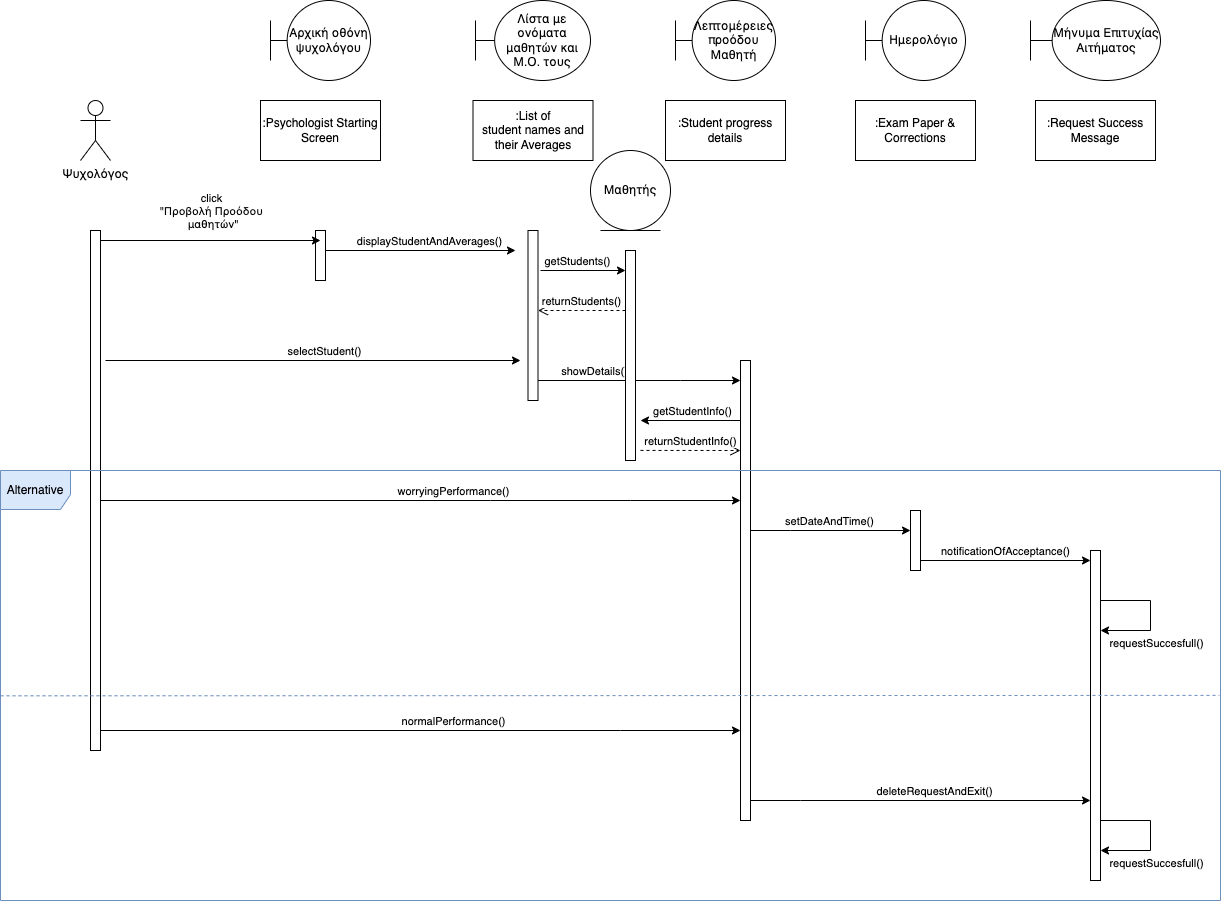 Αρχική οθόνη
ψυχολόγου
Λίστα με
ονόματα
μαθητών και
Μ.Ο. τους
Λεπτομέρειες
προόδου
Μαθητή
Ημερολόγιο
Μήνυμα Επιτυχίας
Αιτήματος
:Psychologist Starting
Screen
:List of
student names and
their Averages
:Student progress
details
:Exam Paper &
Corrections
:Request Success
Message
Ψυχολόγος
Μαθητής
click
"Προβολή Προόδου
μαθητών"
displayStudentAndAverages()
getStudents()
returnStudents()
selectStudent()
showDetails(
getStudentInfo()
returnStudentInfo()
Alternative
worryingPerformance()
setDateAndTime()
notificationOfAcceptance()
requestSuccesfull()
normalPerformance()
deleteRequestAndExit()
requestSuccesfull()